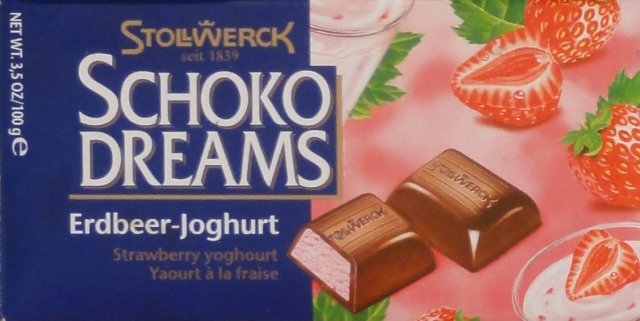 NET WT. 3,5 OZ/100g ℮
STOLLWERCK
seit 1839
SCHOKO
DREAMS
Erdbeer-Joghurt
Strawberry yoghourt
Yaourt à la fraise
STOLLWERCK
STOLLWERCK